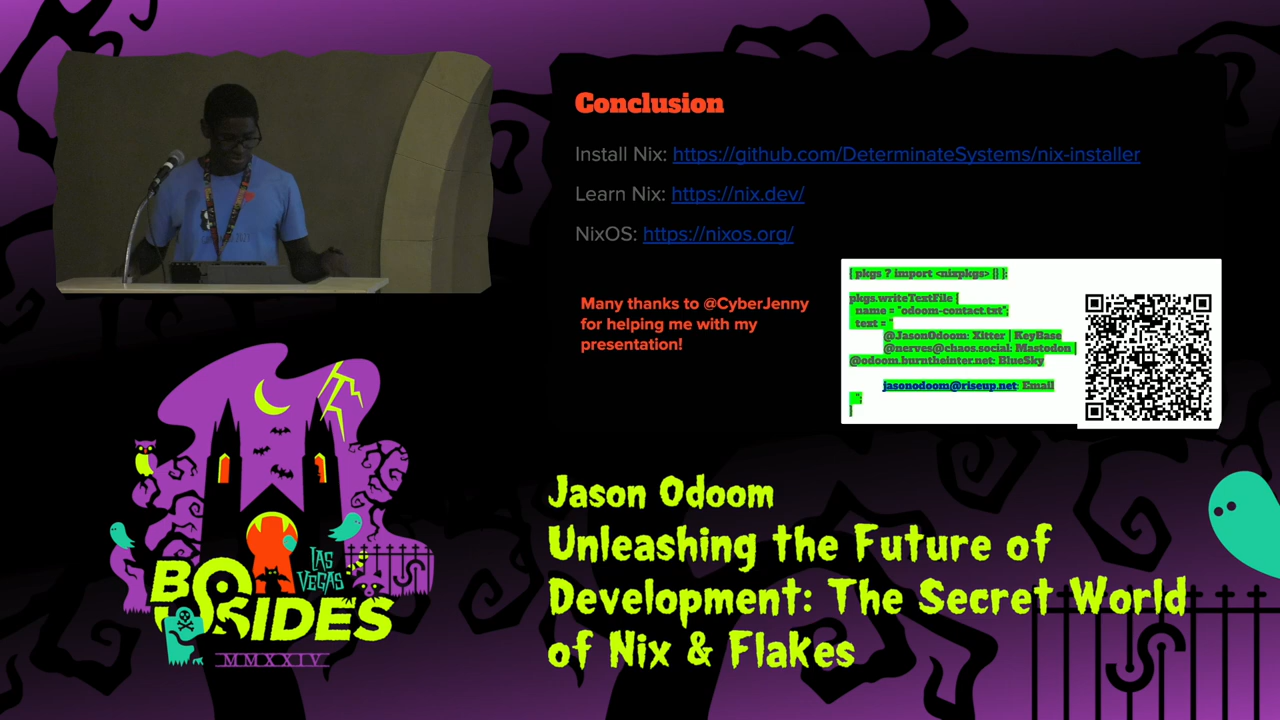 Conclusion
Install Nix: https://github.com/DeterminateSystems/nix-installer
Learn Nix: https://nix.dev/
NixOS: https://nixos.org/
Many thanks to @CyberJenny
for helping me with my
presentation!
{ pkgs ? import <nixpkgs> {} }:
pkgs.writeTextFile {
name = "odoom-contact.txt";
text = ''
@JasonOdoom: Xitter | KeyBase
@nerves@chaos.social: Mastodon |
@odoom.burntheinter.net: BlueSky
jasonodoom@riseup.net: Email
'';
}
Jason Odoom
Unleashing the Future of
Development: The Secret World
of Nix & Flakes
LAS
VEGAS
BSIDES
MMXXIV